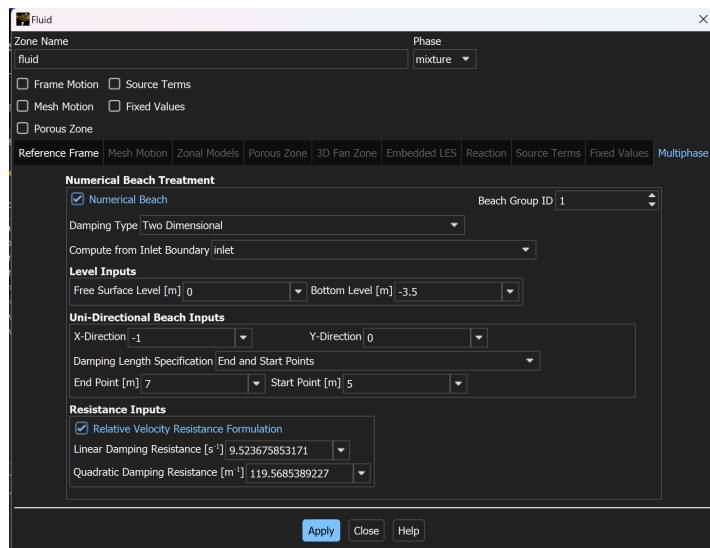 Fluid
Zone Name Phase
fluid mixture
Frame Motion Source Terms
Mesh Motion Fixed Values
Porous Zone
Reference Frame Mesh Motion Zonal Models Porous Zone 3D Fan Zone Embedded LES Reaction Source Terms Fixed Values Multiphase
Numerical Beach Treatment
Numerical Beach Beach Group ID 1
Damping Type Two Dimensional
Compute from Inlet Boundary inlet
Level Inputs
Free Surface Level [m] 0 Bottom Level [m] -3.5
Uni-Directional Beach Inputs
X-Direction -1 Y-Direction 0
Damping Length Specification End and Start Points
End Point [m] 7 Start Point [m] 5
Resistance Inputs
Relative Velocity Resistance Formulation
Linear Damping Resistance [s⁻¹] 9.523675853171
Quadratic Damping Resistance [m⁻¹] 119.5685389227
Apply Close Help